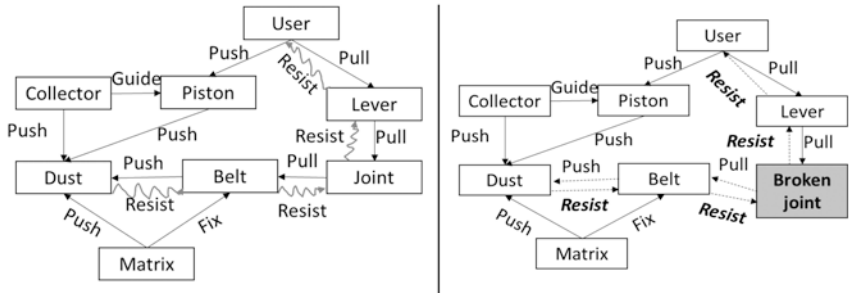 User
Push
Pull
Resist
Collector
Guide
Piston
Lever
Push
Push
Resist
Pull
Dust
Push
Belt
Pull
Joint
Resist
Resist
Push
Fix
Matrix
User
Push
Pull
Resist
Collector
Guide
Piston
Lever
Push
Push
Resist
Pull
Dust
Push
Belt
Pull
Broken
joint
Resist
Resist
Push
Fix
Matrix